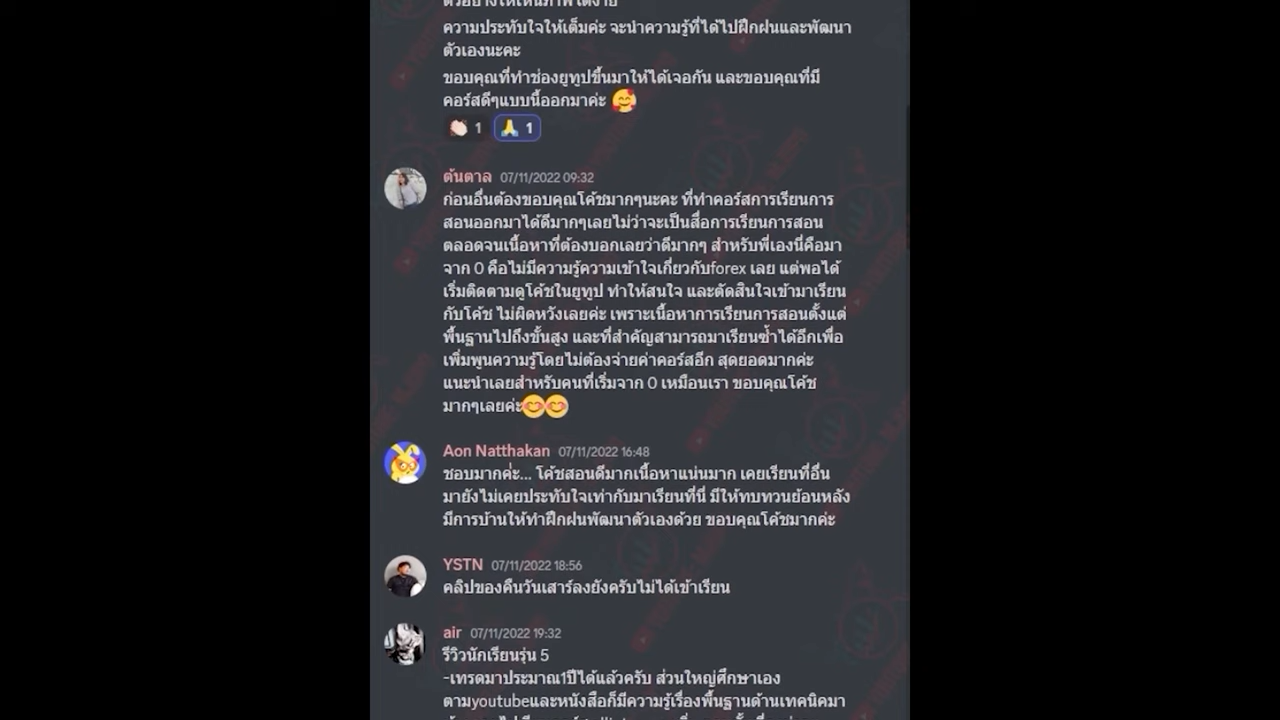 ตัวอย่างให้เห็นภาพได้ง่าย
ความประทับใจให้เต็มค่ะ จะนำความรู้ที่ได้ไปฝึกฝนและพัฒนา
ตัวเองนะคะ
ขอบคุณที่ทำช่องยูทูปขึ้นมาให้ได้เจอกัน และขอบคุณที่มี
คอร์สดีๆแบบนี้ออกมาค่ะ 🥰
👏🏻 1 🙏 1
ต้นตาล 07/11/2022 09:32
ก่อนอื่นต้องขอบคุณโค้ชมากๆนะคะ ที่ทำคอร์สการเรียนการ
สอนออกมาได้ดีมากๆเลยไม่ว่าจะเป็นสื่อการเรียนการสอน
ตลอดจนเนื้อหาที่ต้องบอกเลยว่าดีมากๆ สำหรับพี่เองนี่คือมา
จาก 0 คือไม่มีความรู้ความเข้าใจเกี่ยวกับforex เลย แต่พอได้
เริ่มติดตามดูโค้ชในยูทูป ทำให้สนใจ และตัดสินใจเข้ามาเรียน
กับโค้ช ไม่ผิดหวังเลยค่ะ เพราะเนื้อหาการเรียนการสอนตั้งแต่
พื้นฐานไปถึงขั้นสูง และที่สำคัญสามารถมาเรียนซ้ำได้อีกเพื่อ
เพิ่มพูนความรู้โดยไม่ต้องจ่ายค่าคอร์สอีก สุดยอดมากค่ะ
แนะนำเลยสำหรับคนที่เริ่มจาก 0 เหมือนเรา ขอบคุณโค้ช
มากๆเลยค่ะ😊😊
Aon Natthakan 07/11/2022 16:48
ชอบมากค่ะ่... โค้ชสอนดีมากเนื้อหาแน่นมาก เคยเรียนที่อื่น
มายังไม่เคยประทับใจเท่ากับมาเรียนที่นี่ มีให้ทบทวนย้อนหลัง
มีการบ้านให้ทำฝึกฝนพัฒนาตัวเองด้วย ขอบคุณโค้ชมากค่ะ
YSTN 07/11/2022 18:56
คลิปของคืนวันเสาร์ลงยังครับไม่ได้เข้าเรียน
air 07/11/2022 19:32
รีวิวนักเรียนรุ่น 5
-เทรดมาประมาณ1ปีได้แล้วครับ ส่วนใหญ่ศึกษาเอง
ตามyoutubeและหนังสือก็มีความรู้เรื่องพื้นฐานด้านเทคนิคมา